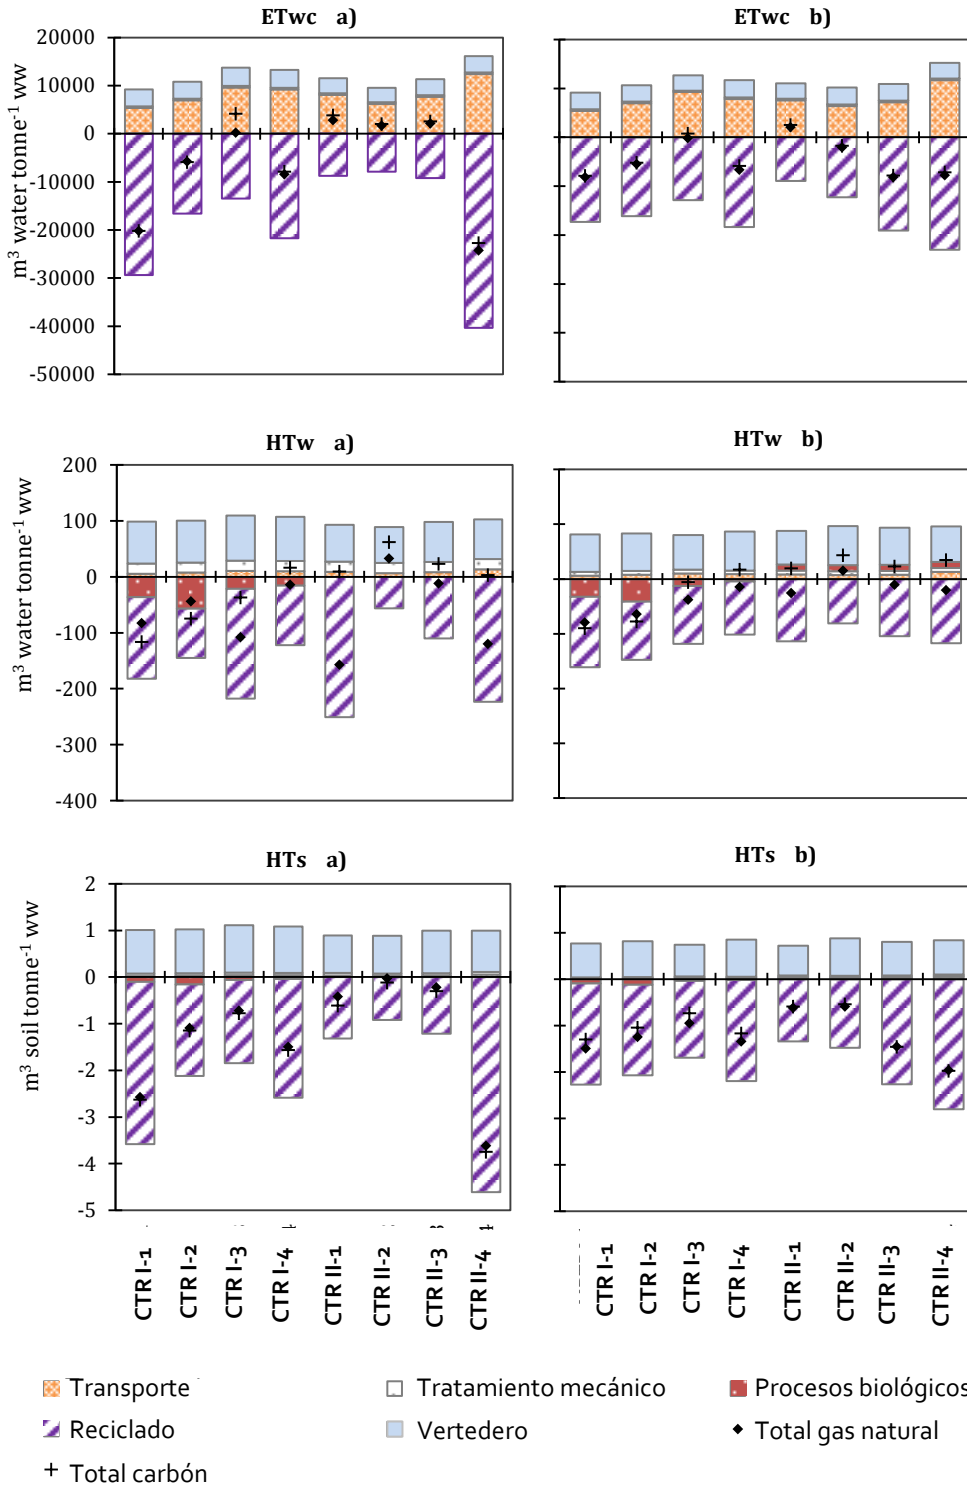 ETwc a)
ETwc b)
m³ water tonne⁻¹ ww
20000
10000
0
-10000
-20000
-30000
-40000
-50000
HTw a)
HTw b)
m³ water tonne⁻¹ ww
200
100
0
-100
-200
-300
-400
HTs a)
HTs b)
m³ soil tonne⁻¹ ww
2
1
0
-1
-2
-3
-4
-5
CTR I-1
CTR I-2
CTR I-3
CTR I-4
CTR II-1
CTR II-2
CTR II-3
CTR II-4
CTR I-1
CTR I-2
CTR I-3
CTR I-4
CTR II-1
CTR II-2
CTR II-3
CTR II-4
Transporte
Tratamiento mecánico
Procesos biológicos
Reciclado
Vertedero
Total gas natural
Total carbón